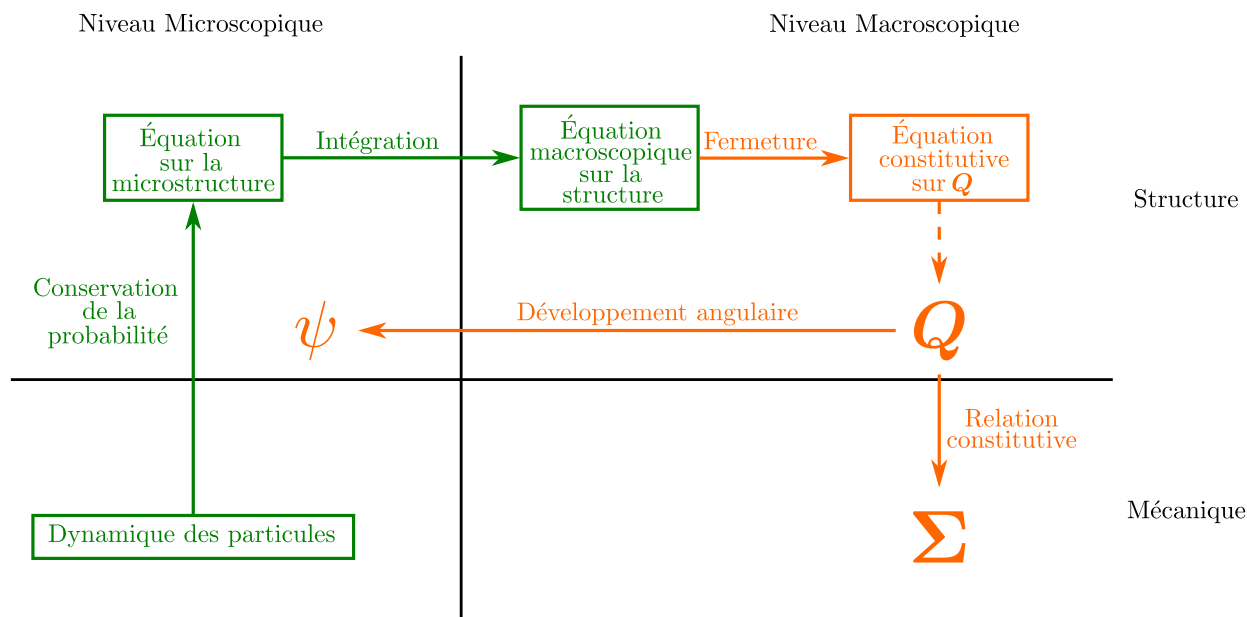 Niveau Microscopique
Niveau Macroscopique
Équation
sur la
microstructure
Intégration
Équation
macroscopique
sur la
structure
Fermeture
Équation
constitutive
sur Q
Structure
Conservation
de la
probabilité
ψ
Développement angulaire
Q
Relation
constitutive
Dynamique des particules
Σ
Mécanique